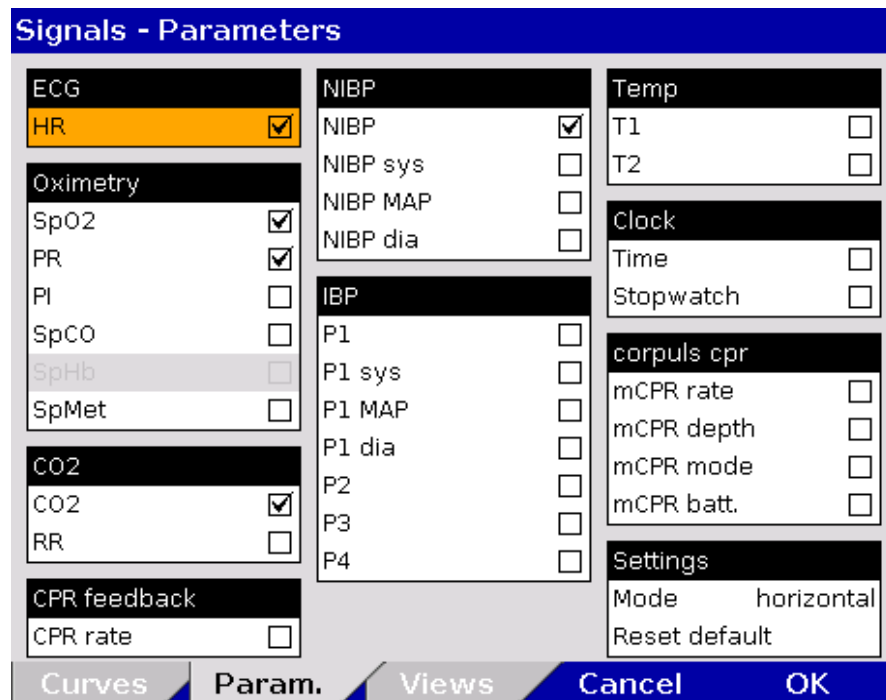 Signals - Parameters
ECG
HR
Oximetry
SpO2
PR
PI
SpCO
SpHb
SpMet
CO2
CO2
RR
CPR feedback
CPR rate
NIBP
NIBP
NIBP sys
NIBP MAP
NIBP dia
IBP
P1
P1 sys
P1 MAP
P1 dia
P2
P3
P4
Temp
T1
T2
Clock
Time
Stopwatch
corpuls cpr
mCPR rate
mCPR depth
mCPR mode
mCPR batt.
Settings
Mode horizontal
Reset default
Curves Param. Views Cancel OK